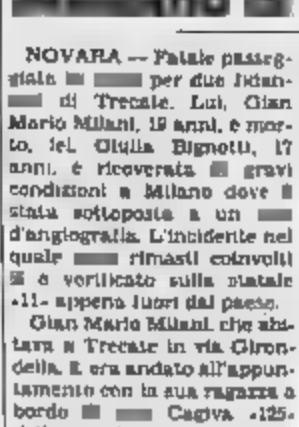 NOVARA — Fatale passeg-
giata per due fidan-
di Trecate. Lui, Gian
Mario Milani, 19 anni, è mor-
to, lei, Giulia Bignotti, 17
anni, è ricoverata gravi
condizioni a Milano dove è
stata sottoposta a un
d'angiografia. L'incidente nel
quale rimasti coinvolti
è verificato sulla statale
«11» appena fuori dal paese.
Gian Mario Milani, che abi-
tava a Trecate in via Giron-
della, era andato all'appun-
tamento con la sua ragazza a
bordo Cagiva «125»